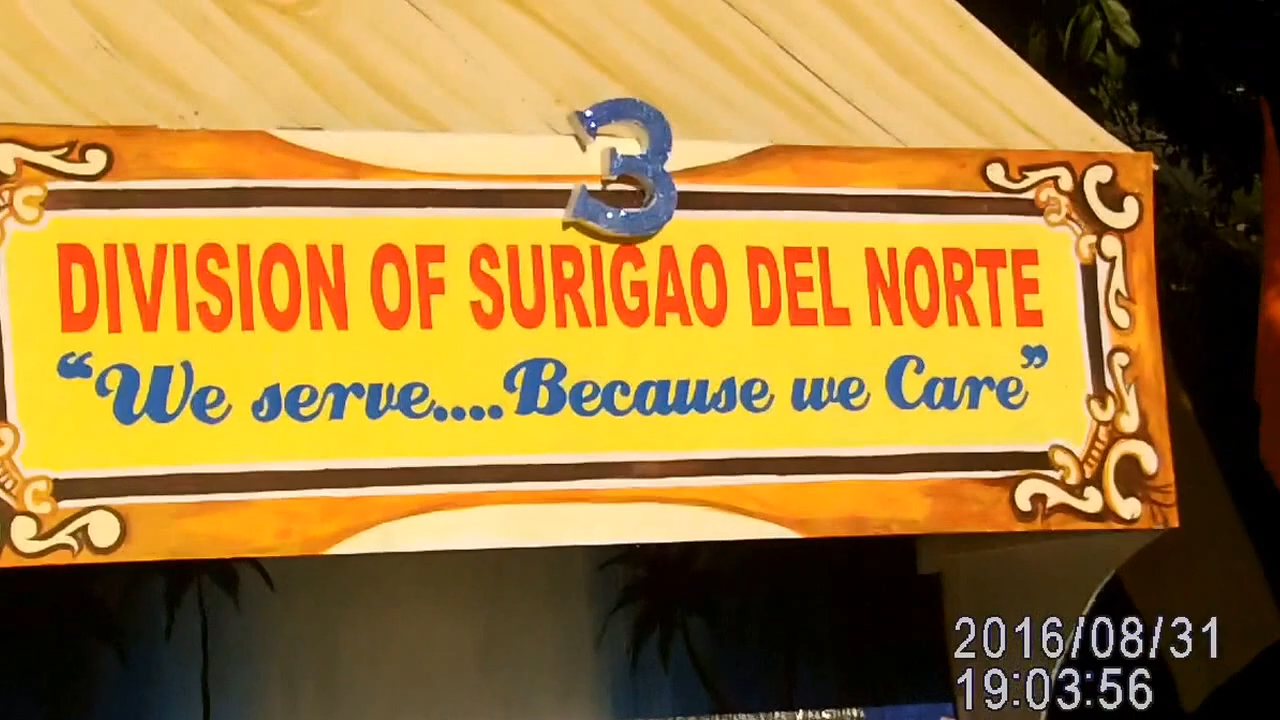 3
DIVISION OF SURIGAO DEL NORTE
“We serve....Because we Care”
2016/08/31
19:03:56